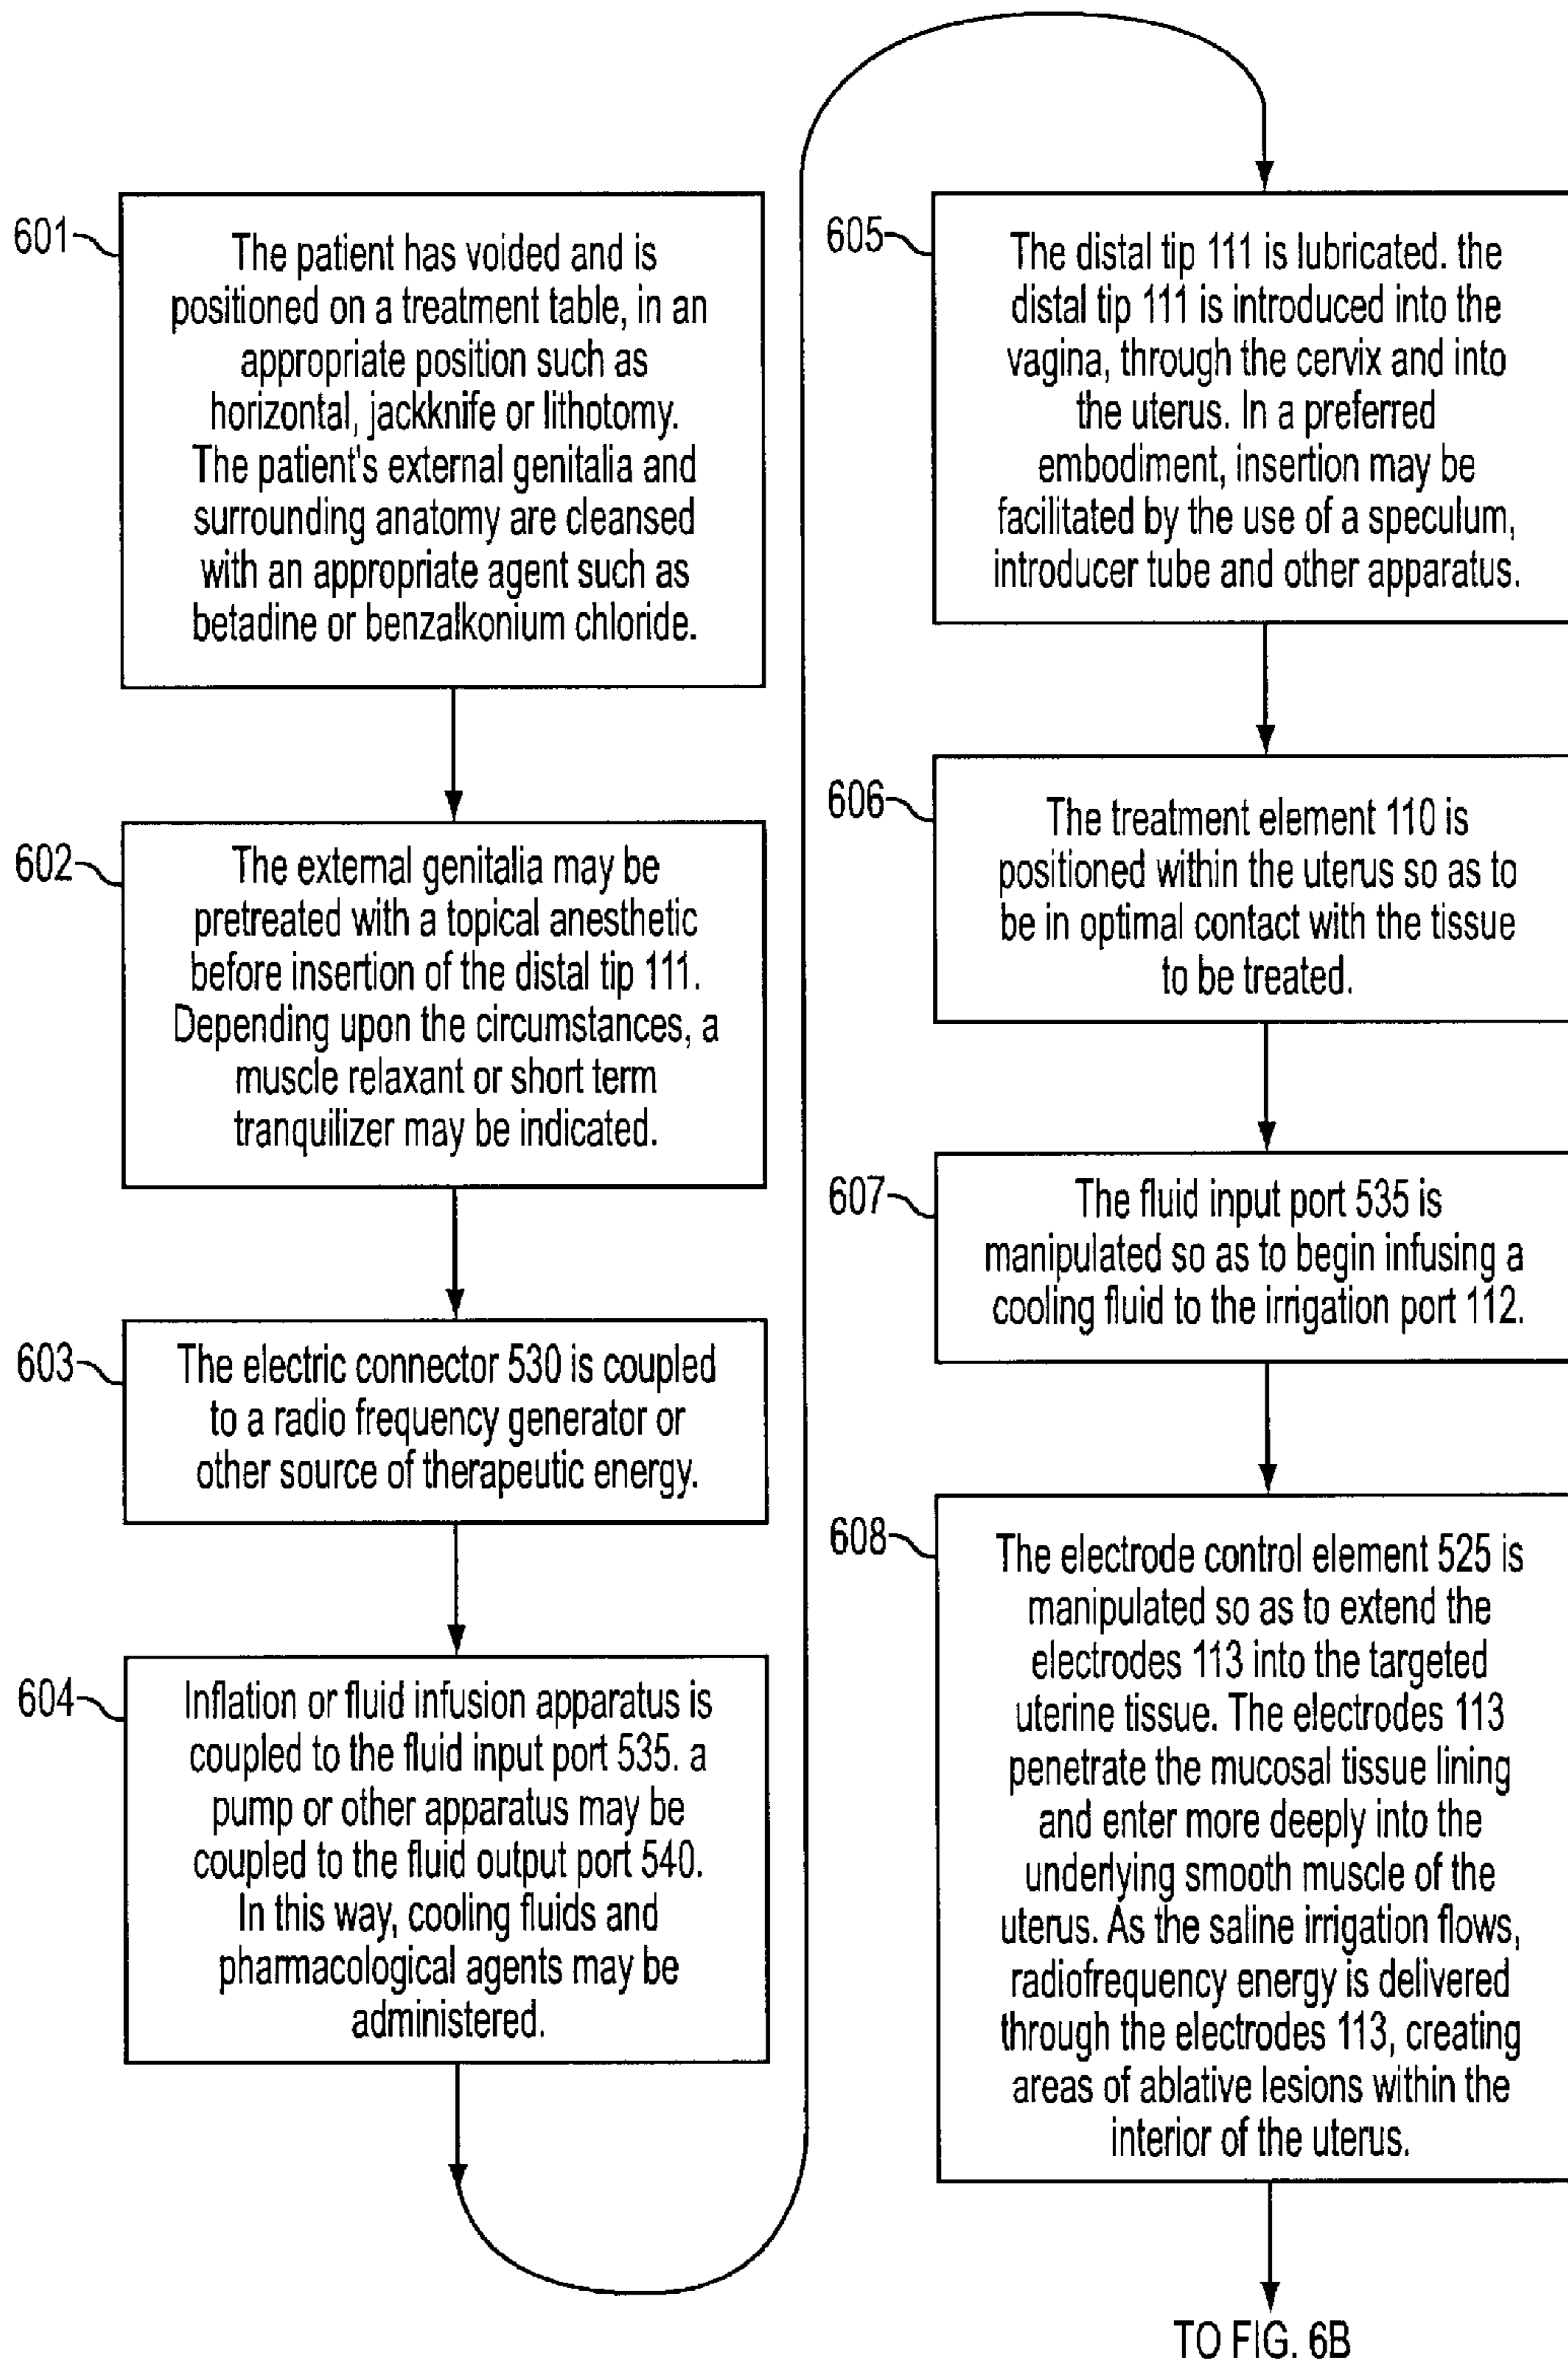 601
The patient has voided and is
positioned on a treatment table, in an
appropriate position such as
horizontal, jackknife or lithotomy.
The patient's external genitalia and
surrounding anatomy are cleansed
with an appropriate agent such as
betadine or benzalkonium chloride.
602
The external genitalia may be
pretreated with a topical anesthetic
before insertion of the distal tip 111.
Depending upon the circumstances, a
muscle relaxant or short term
tranquilizer may be indicated.
603
The electric connector 530 is coupled
to a radio frequency generator or
other source of therapeutic energy.
604
Inflation or fluid infusion apparatus is
coupled to the fluid input port 535. a
pump or other apparatus may be
coupled to the fluid output port 540.
In this way, cooling fluids and
pharmacological agents may be
administered.
605
The distal tip 111 is lubricated. the
distal tip 111 is introduced into the
vagina, through the cervix and into
the uterus. In a preferred
embodiment, insertion may be
facilitated by the use of a speculum,
introducer tube and other apparatus.
606
The treatment element 110 is
positioned within the uterus so as to
be in optimal contact with the tissue
to be treated.
607
The fluid input port 535 is
manipulated so as to begin infusing a
cooling fluid to the irrigation port 112.
608
The electrode control element 525 is
manipulated so as to extend the
electrodes 113 into the targeted
uterine tissue. The electrodes 113
penetrate the mucosal tissue lining
and enter more deeply into the
underlying smooth muscle of the
uterus. As the saline irrigation flows,
radiofrequency energy is delivered
through the electrodes 113, creating
areas of ablative lesions within the
interior of the uterus.
TO FIG. 6B